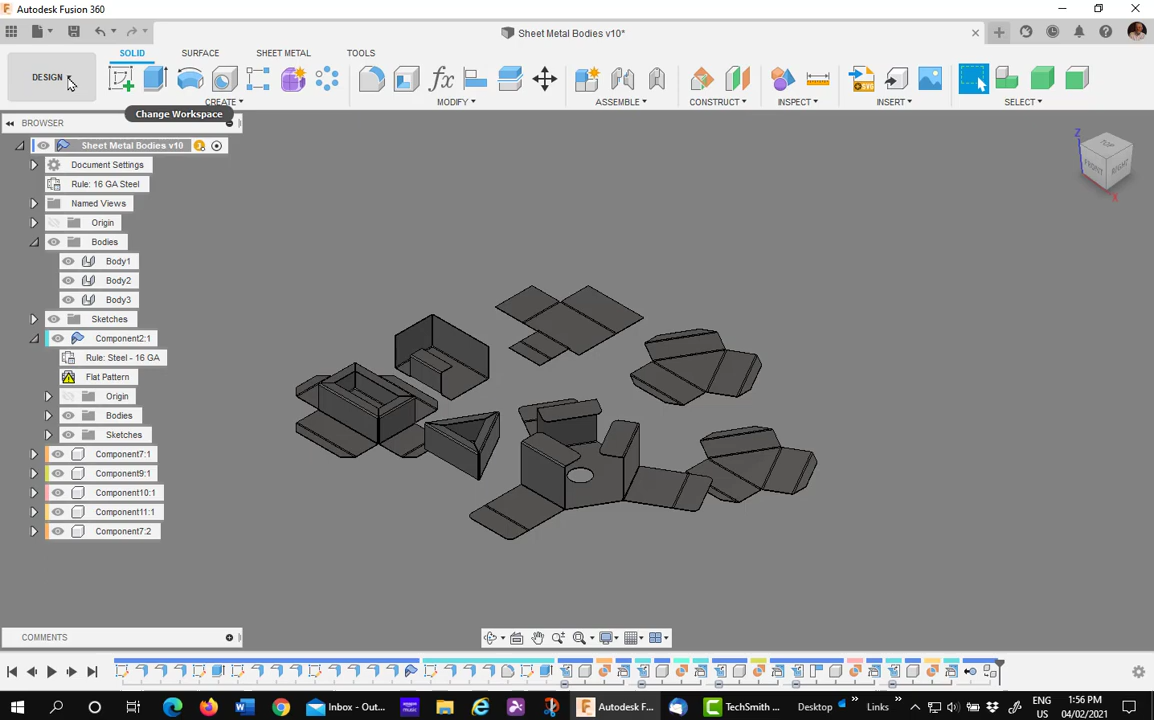 Autodesk Fusion 360
Sheet Metal Bodies v10*
SOLID
SURFACE
SHEET METAL
TOOLS
DESIGN
CREATE
MODIFY
ASSEMBLE
CONSTRUCT
INSPECT
INSERT
SELECT
Change Workspace
BROWSER
Sheet Metal Bodies v10
Document Settings
Rule: 16 GA Steel
Named Views
Origin
Bodies
Body1
Body2
Body3
Sketches
Component2:1
Rule: Steel - 16 GA
Flat Pattern
Origin
Bodies
Sketches
Component7:1
Component9:1
Component10:1
Component11:1
Component7:2
Z
TOP
FRONT
RIGHT
X
COMMENTS
Inbox - Out...
Autodesk F...
TechSmith ...
Desktop
Links
ENG
US
1:56 PM
04/02/2021